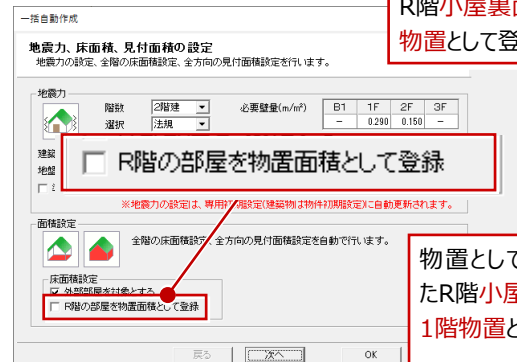 一括自動作成
R階小屋裏
物置として登
地震力、床面積、見付面積の設定
地震力の設定、全階の床面積設定、全方向の見付面積設定を行います。
地震力
階数 2階建 必要壁量(m/m²) B1 1F 2F 3F
選択 法規 － 0.290 0.150 －
建築
地盤
R階の部屋を物置面積として登録
※地震力の設定は、専用初期設定(建築物は物件初期設定)に自動更新されます。
面積設定
全階の床面積設定、全方向の見付面積設定を自動で行います。
床面積設定
外部部屋を対象とする
R階の部屋を物置面積として登録
物置として
たR階小屋
1階物置と
戻る 次へ OK